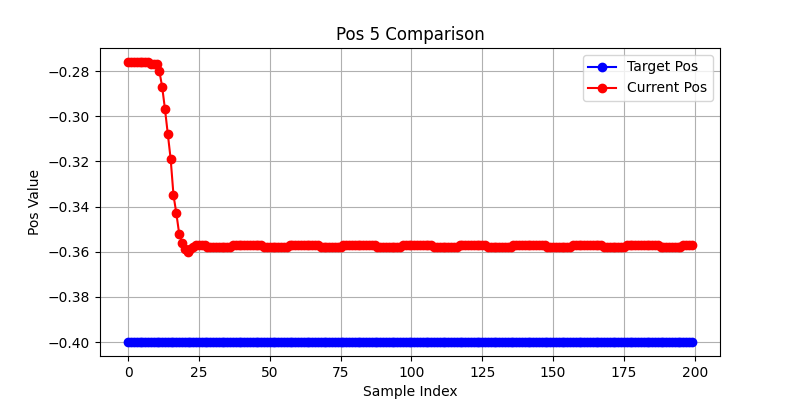 Pos 5 Comparison
Target Pos
Current Pos
Pos Value
−0.28
−0.30
−0.32
−0.34
−0.36
−0.38
−0.40
0 25 50 75 100 125 150 175 200
Sample Index